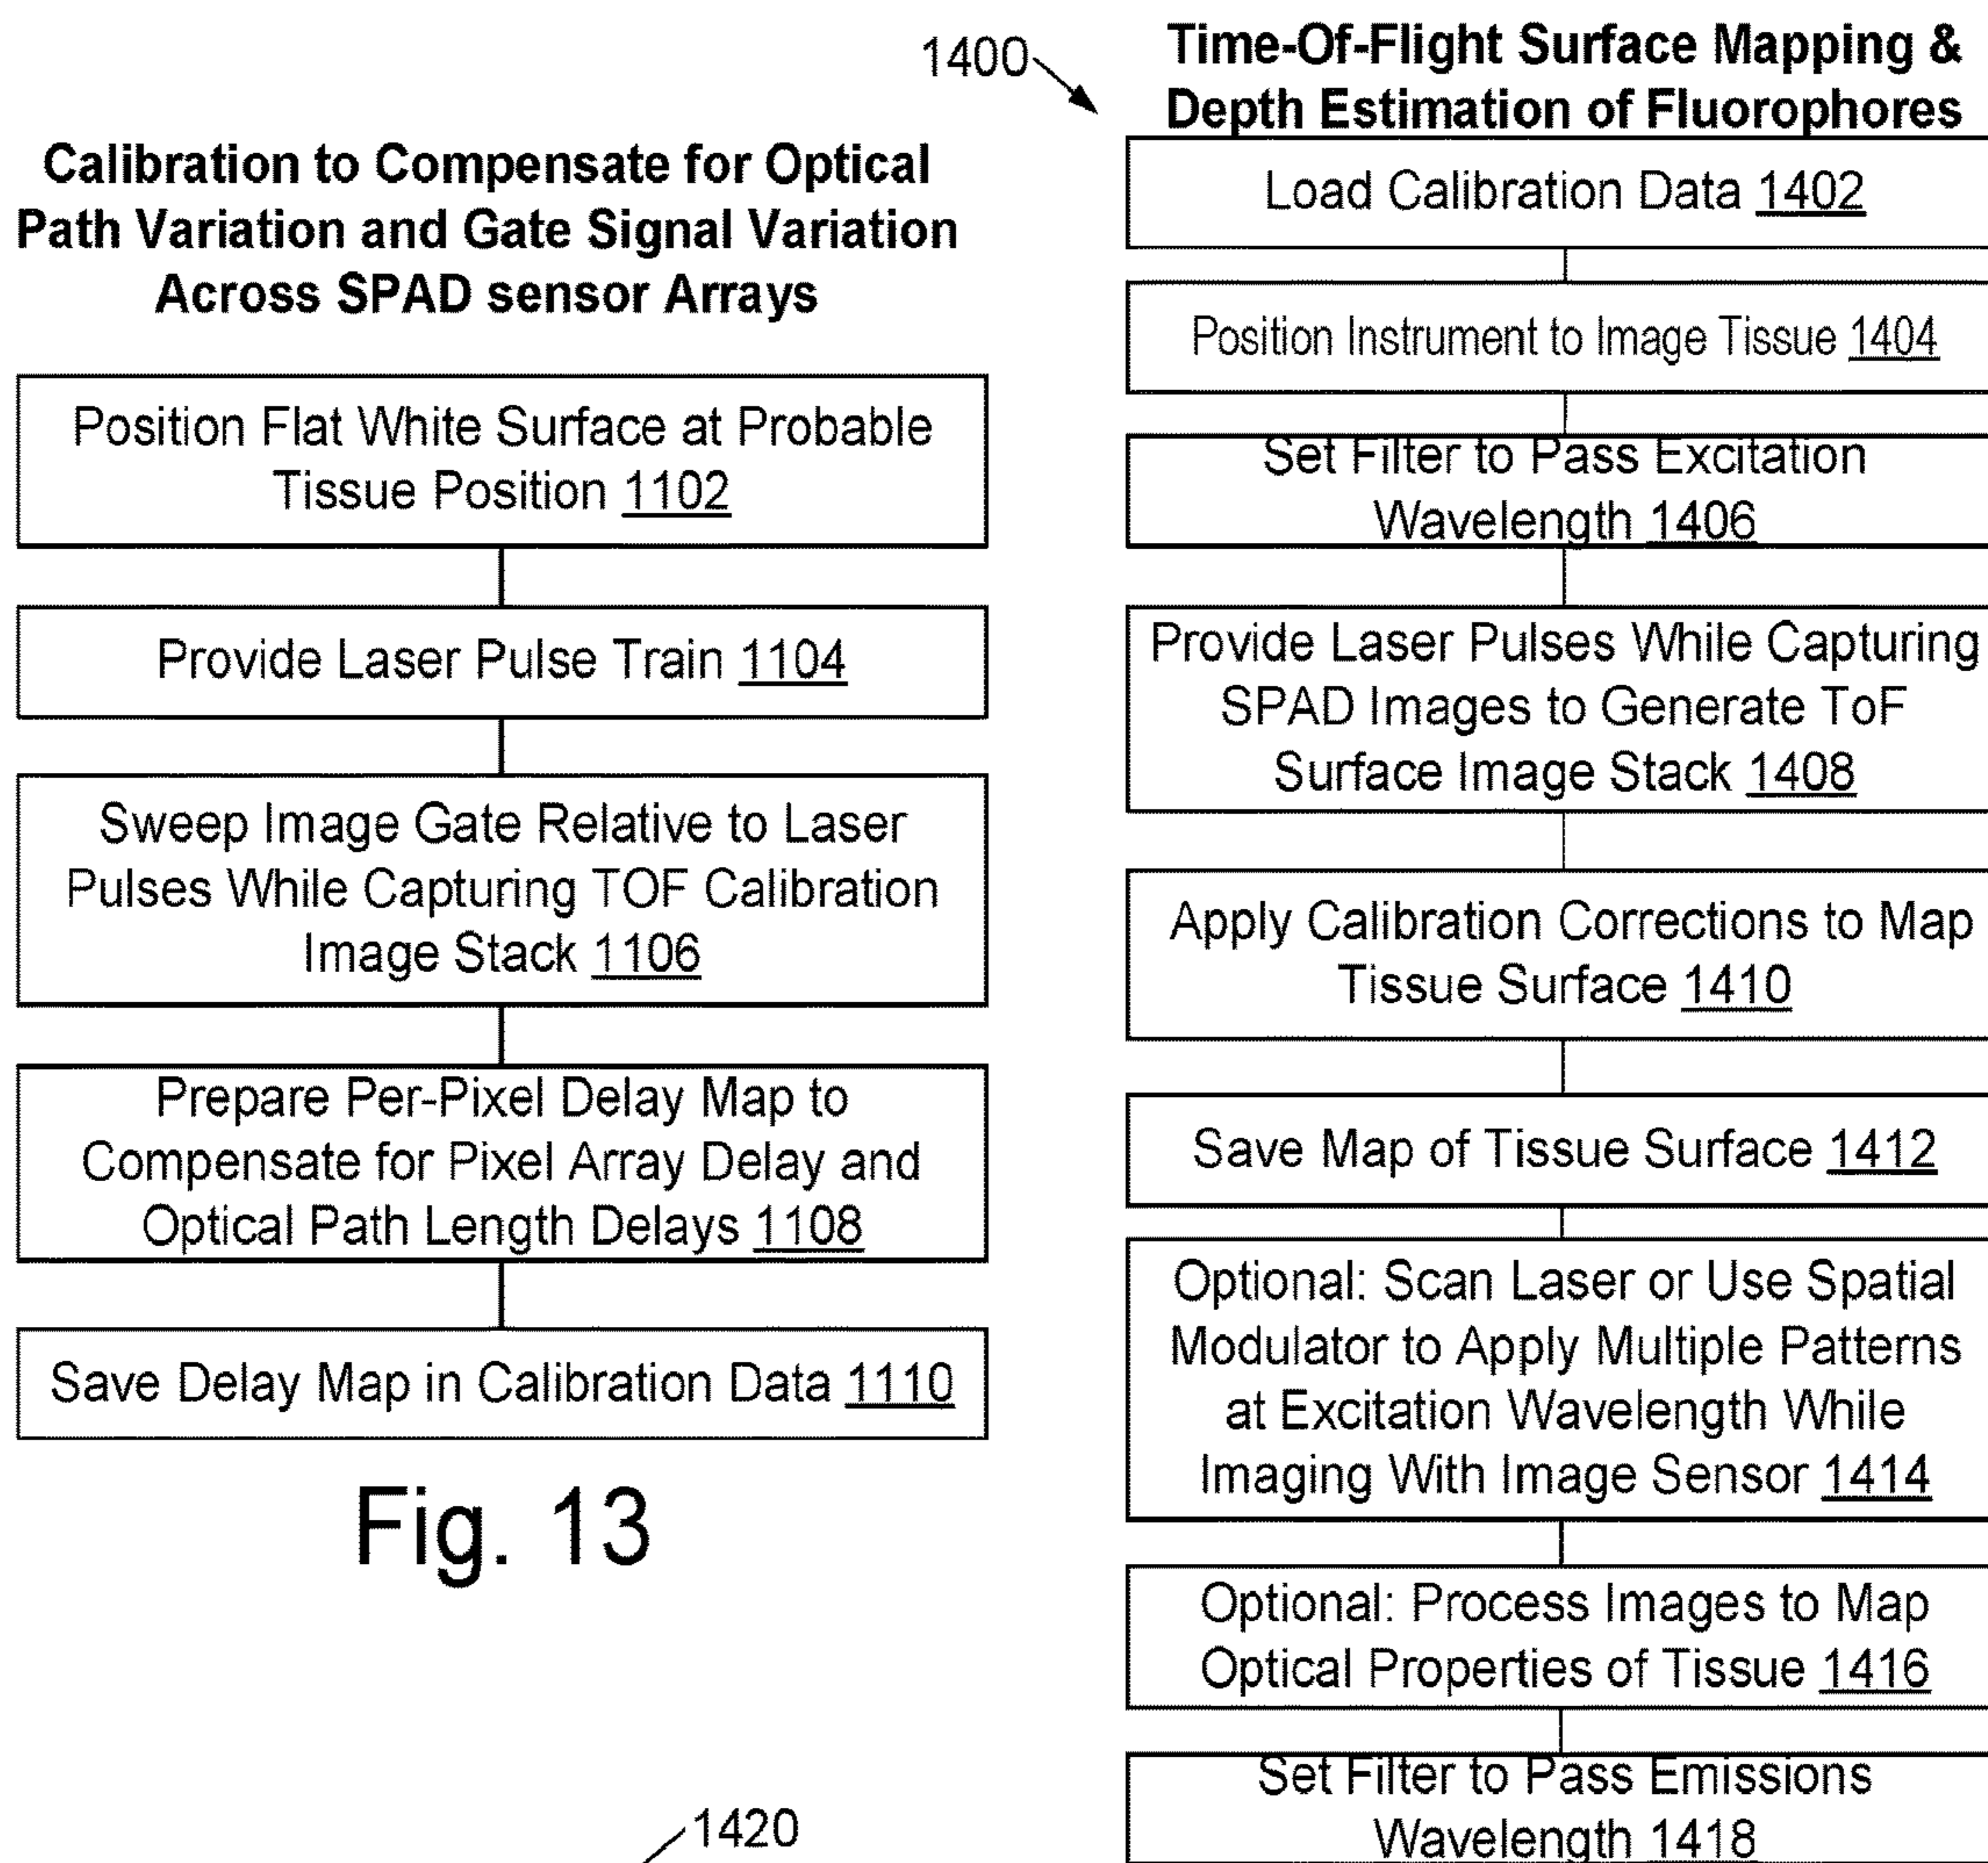 Calibration to Compensate for Optical
Path Variation and Gate Signal Variation
Across SPAD sensor Arrays
Position Flat White Surface at Probable
Tissue Position 1102
Provide Laser Pulse Train 1104
Sweep Image Gate Relative to Laser
Pulses While Capturing TOF Calibration
Image Stack 1106
Prepare Per-Pixel Delay Map to
Compensate for Pixel Array Delay and
Optical Path Length Delays 1108
Save Delay Map in Calibration Data 1110
Fig. 13
1420
1400
Time-Of-Flight Surface Mapping &
Depth Estimation of Fluorophores
Load Calibration Data 1402
Position Instrument to Image Tissue 1404
Set Filter to Pass Excitation
Wavelength 1406
Provide Laser Pulses While Capturing
SPAD Images to Generate ToF
Surface Image Stack 1408
Apply Calibration Corrections to Map
Tissue Surface 1410
Save Map of Tissue Surface 1412
Optional: Scan Laser or Use Spatial
Modulator to Apply Multiple Patterns
at Excitation Wavelength While
Imaging With Image Sensor 1414
Optional: Process Images to Map
Optical Properties of Tissue 1416
Set Filter to Pass Emissions
Wavelength 1418